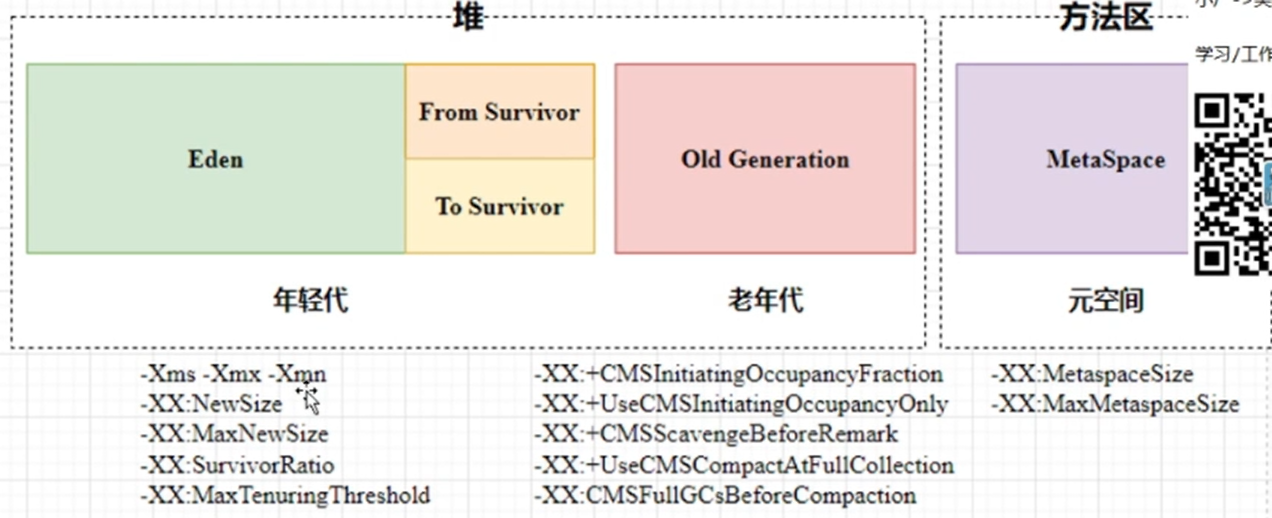 堆
方法区
学习/工作
Eden
From Survivor
To Survivor
Old Generation
MetaSpace
年轻代
老年代
元空间
-Xms -Xmx -Xmn
-XX:NewSize
-XX:MaxNewSize
-XX:SurvivorRatio
-XX:MaxTenuringThreshold
-XX:+CMSInitiatingOccupancyFraction
-XX:+UseCMSInitiatingOccupancyOnly
-XX:+CMSScavengeBeforeRemark
-XX:+UseCMSCompactAtFullCollection
-XX:CMSFullGCsBeforeCompaction
-XX:MetaspaceSize
-XX:MaxMetaspaceSize